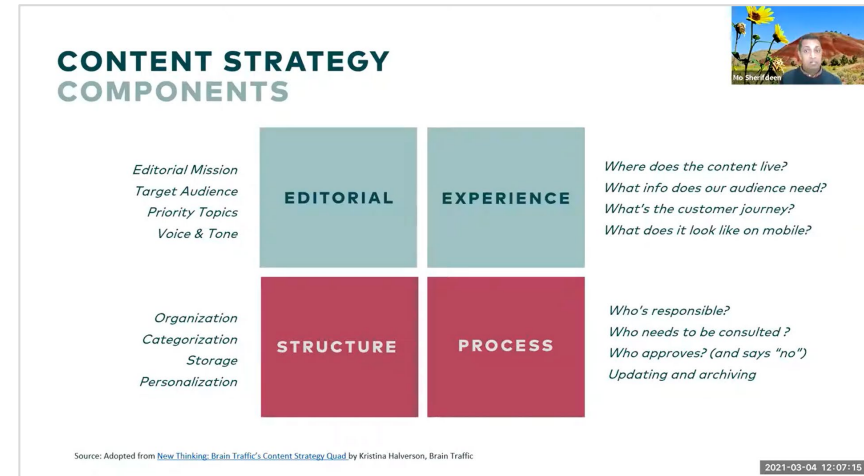 CONTENT STRATEGY
COMPONENTS
Mo Sherifdeen
Editorial Mission
Target Audience
Priority Topics
Voice & Tone
EDITORIAL
EXPERIENCE
Where does the content live?
What info does our audience need?
What's the customer journey?
What does it look like on mobile?
Organization
Categorization
Storage
Personalization
STRUCTURE
PROCESS
Who's responsible?
Who needs to be consulted ?
Who approves? (and says “no”)
Updating and archiving
Source: Adopted from New Thinking: Brain Traffic's Content Strategy Quad by Kristina Halverson, Brain Traffic
2021-03-04 12:07:15